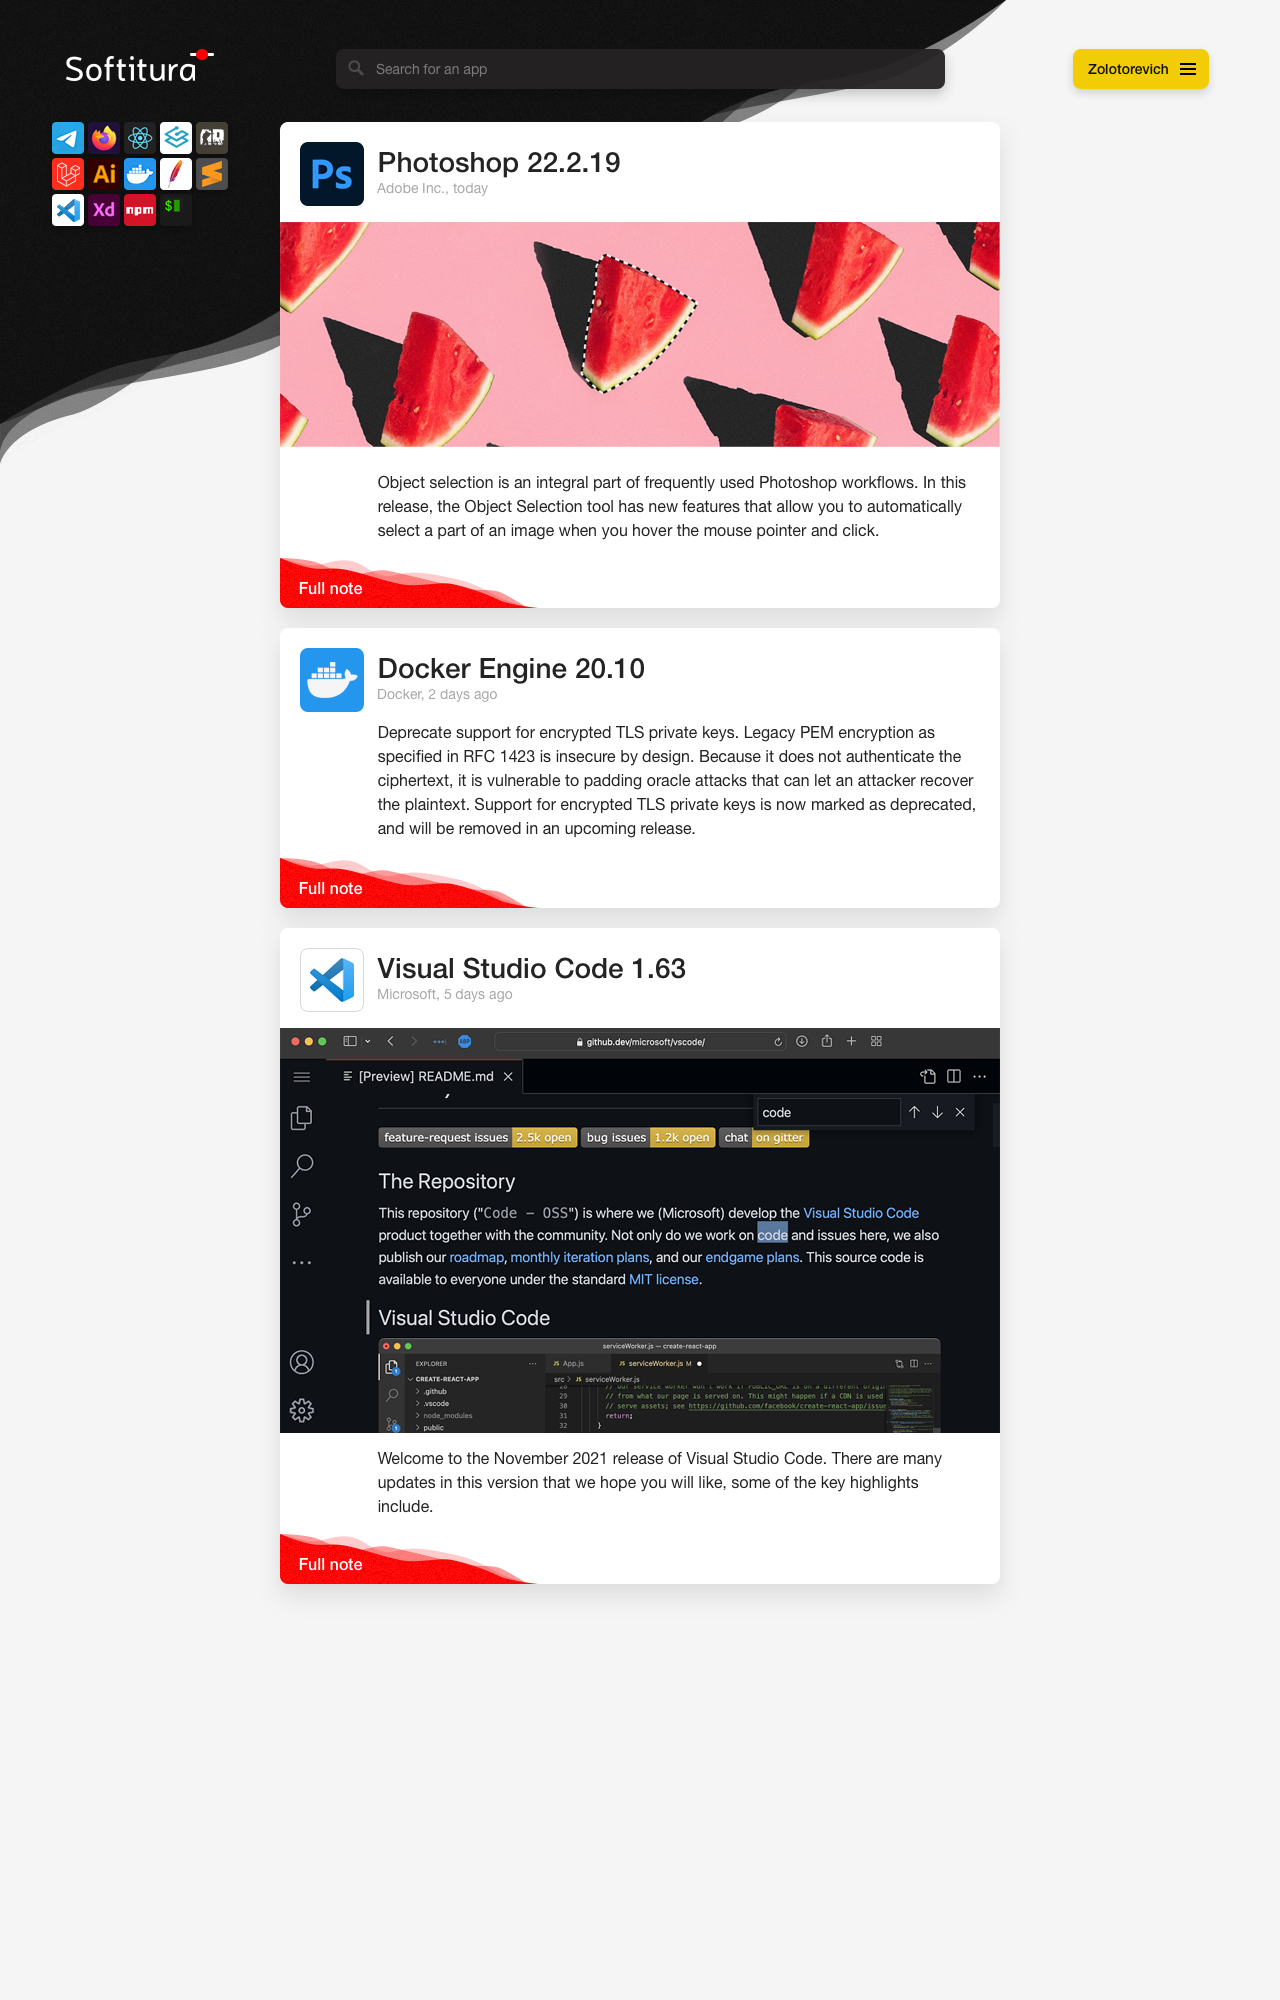 Softitura
Search for an app
Zolotorevich
Ai
Xd
npm
$
Ps
Photoshop 22.2.19
Adobe Inc., today
Object selection is an integral part of frequently used Photoshop workflows. In this
release, the Object Selection tool has new features that allow you to automatically
select a part of an image when you hover the mouse pointer and click.
Full note
Docker Engine 20.10
Docker, 2 days ago
Deprecate support for encrypted TLS private keys. Legacy PEM encryption as
specified in RFC 1423 is insecure by design. Because it does not authenticate the
ciphertext, it is vulnerable to padding oracle attacks that can let an attacker recover
the plaintext. Support for encrypted TLS private keys is now marked as deprecated,
and will be removed in an upcoming release.
Full note
Visual Studio Code 1.63
Microsoft, 5 days ago
ABP
github.dev/microsoft/vscode/
[Preview] README.md
code
feature-request issues 2.5k open bug issues 1.2k open chat on gitter
The Repository
This repository ("Code - OSS") is where we (Microsoft) develop the Visual Studio Code
product together with the community. Not only do we work on code and issues here, we also
publish our roadmap, monthly iteration plans, and our endgame plans. This source code is
available to everyone under the standard MIT license.
Visual Studio Code
serviceWorker.js — create-react-app
EXPLORER
JS App.js
JS serviceWorker.js M
CREATE-REACT-APP
src > JS serviceWorker.js
.github
.vscode
node_modules
public
28
29 // from what our page is served on. This might happen if a CDN is used
30 // serve assets; see https://github.com/facebook/create-react-app/issue
31 return;
32 }
Welcome to the November 2021 release of Visual Studio Code. There are many
updates in this version that we hope you will like, some of the key highlights
include.
Full note